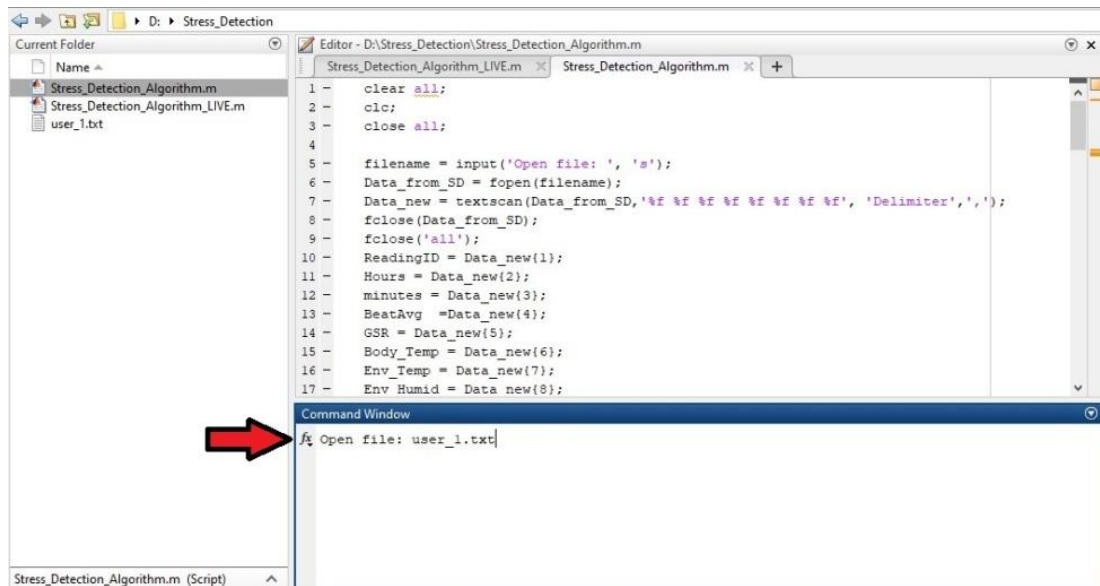 D: Stress_Detection
Current Folder
Name
Stress_Detection_Algorithm.m
Stress_Detection_Algorithm_LIVE.m
user_1.txt
Stress_Detection_Algorithm.m (Script)
Editor - D:\Stress_Detection\Stress_Detection_Algorithm.m
Stress_Detection_Algorithm_LIVE.m Stress_Detection_Algorithm.m
1 - clear all;
2 - clc;
3 - close all;
4
5 - filename = input('Open file: ', 's');
6 - Data_from_SD = fopen(filename);
7 - Data_new = textscan(Data_from_SD,'%f %f %f %f %f %f %f %f', 'Delimiter',',');
8 - fclose(Data_from_SD);
9 - fclose('all');
10 - ReadingID = Data_new{1};
11 - Hours = Data_new{2};
12 - minutes = Data_new{3};
13 - BeatAvg  =Data_new{4};
14 - GSR = Data_new{5};
15 - Body_Temp = Data_new{6};
16 - Env_Temp = Data_new{7};
17 - Env_Humid = Data_new{8};
Command Window
fx Open file: user_1.txt